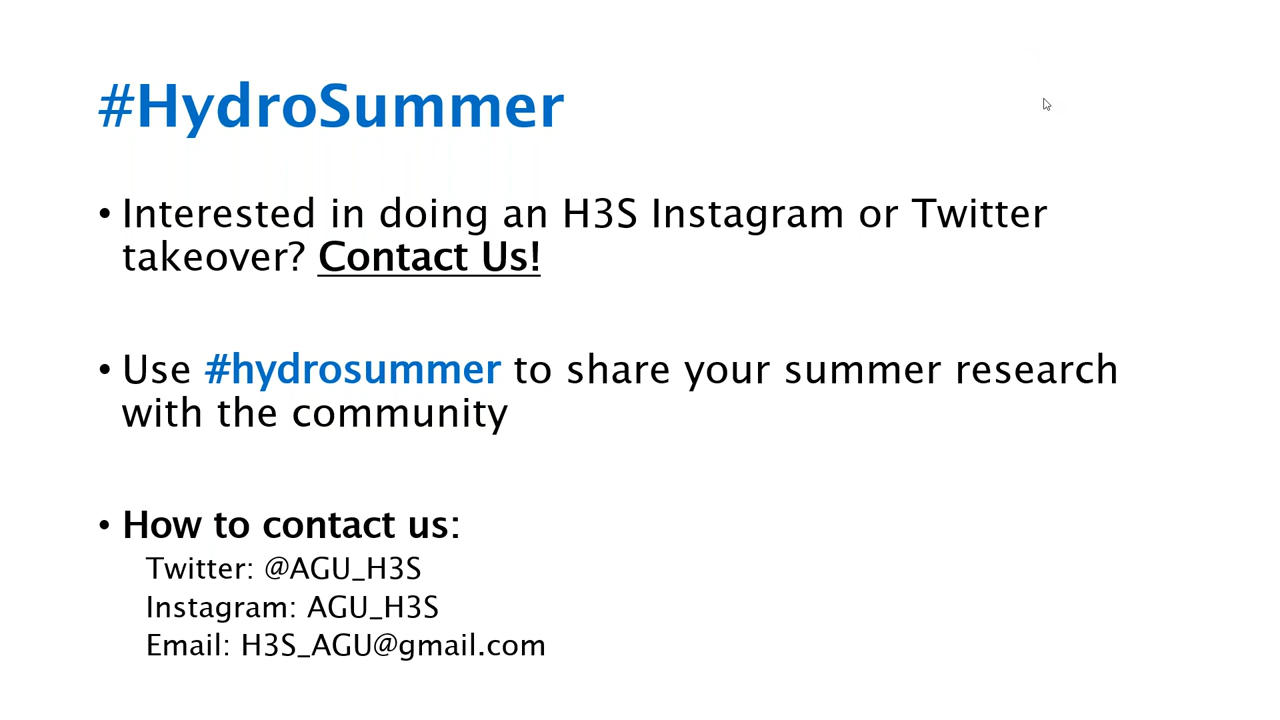 #HydroSummer
• Interested in doing an H3S Instagram or Twitter
takeover? Contact Us!
• Use #hydrosummer to share your summer research
with the community
• How to contact us:
Twitter: @AGU_H3S
Instagram: AGU_H3S
Email: H3S_AGU@gmail.com